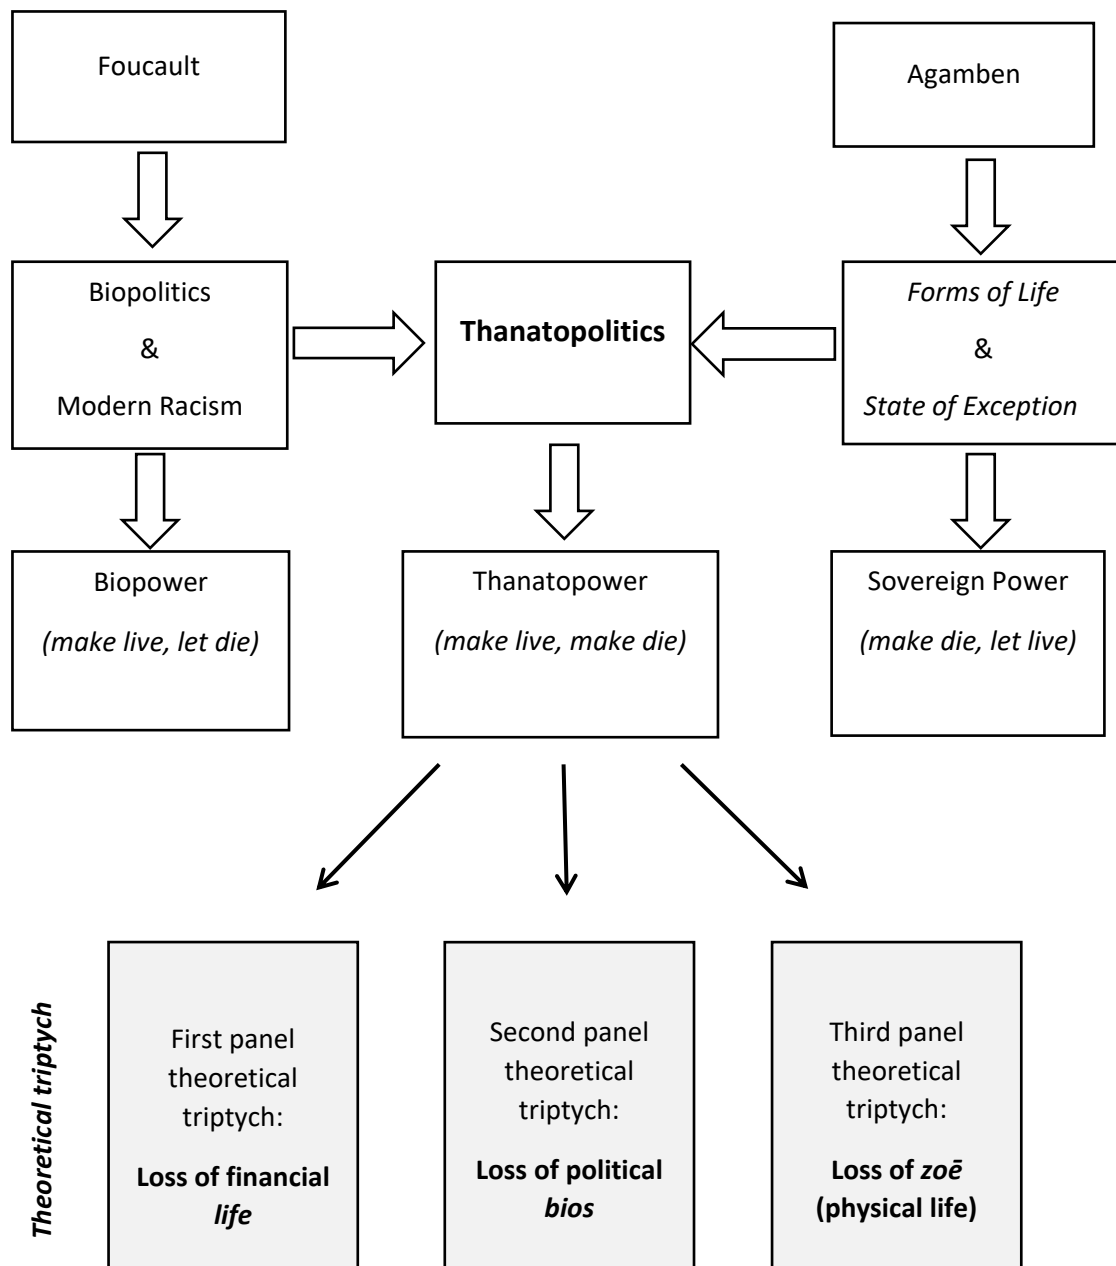 Foucault
Agamben
Biopolitics
&
Modern Racism
Thanatopolitics
Forms of Life
&
State of Exception
Biopower
(make live, let die)
Thanatopower
(make live, make die)
Sovereign Power
(make die, let live)
Theoretical triptych
First panel
theoretical
triptych:
Loss of financial
life
Second panel
theoretical
triptych:
Loss of political
bios
Third panel
theoretical
triptych:
Loss of zoē
(physical life)